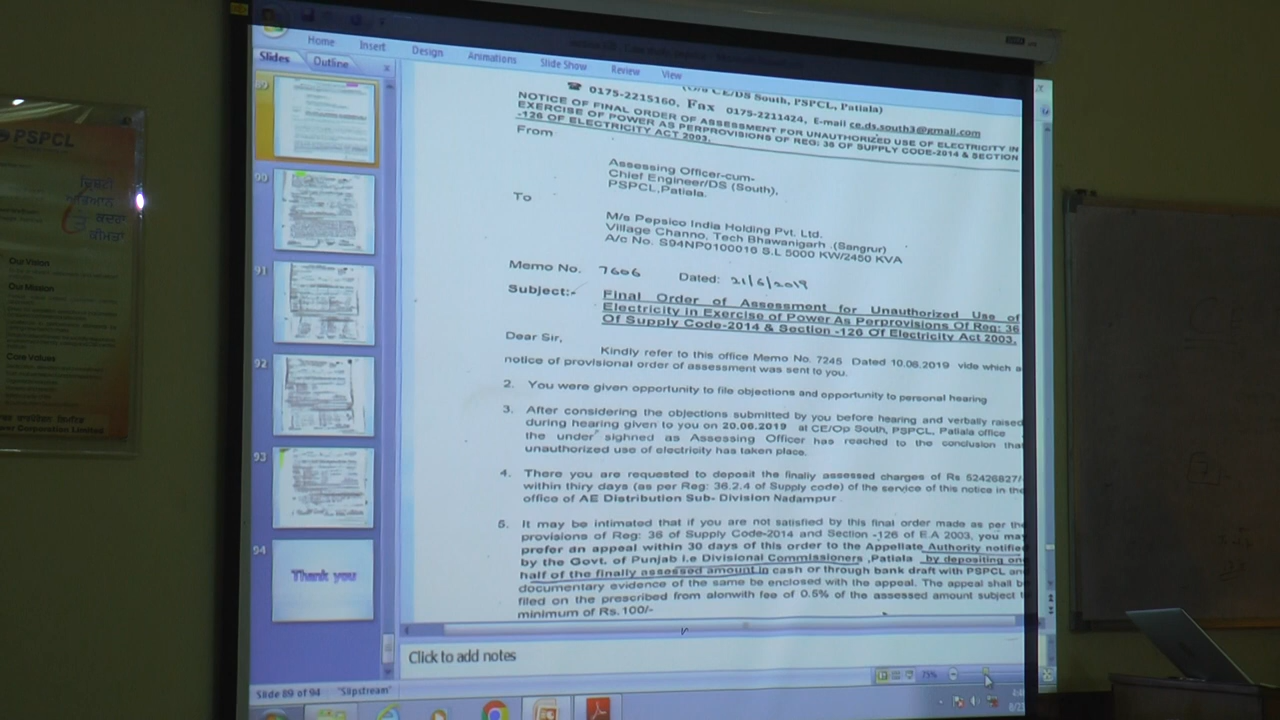 PSPCL
ਕਦਰਾਂ
ਕੀਮਤਾਂ
Our Vision
Our Mission
Core Values
Corporation Limited
Home Insert Design Animations Slide Show Review View
Slides Outline
89
90
91
92
93
94
Thank you
(O/o CE/DS South, PSPCL, Patiala)
☎ 0175-2215160, Fax 0175-2211424, E-mail ce.ds.south3@gmail.com
NOTICE OF FINAL ORDER OF ASSESSMENT FOR UNAUTHORIZED USE OF ELECTRICITY IN
EXERCISE OF POWER AS PERPROVISIONS OF REG: 36 OF SUPPLY CODE-2014 & SECTION
-126 OF ELECTRICITY ACT 2003.
From
Assessing Officer-cum-
Chief Engineer/DS (South),
PSPCL,Patiala.
To
M/s Pepsico India Holding Pvt. Ltd.
Village Channo, Tech Bhawanigarh .(Sangrur)
A/c No. S94NP0100016 S.L 5000 KW/2450 KVA
Memo No. 7606 Dated: 21/6/2019
Subject:- Final Order of Assessment for Unauthorized Use of
Electricity in Exercise of Power As Perprovisions Of Reg: 36
Of Supply Code-2014 & Section -126 Of Electricity Act 2003.
Dear Sir,
Kindly refer to this office Memo No. 7245 Dated 10.06.2019 vide which a
notice of provisional order of assessment was sent to you.
2. You were given opportunity to file objections and opportunity to personal hearing
3. After considering the objections submitted by you before hearing and verbally raised
during hearing given to you on 20.06.2019 at CE/Op South, PSPCL, Patiala office
the under sighned as Assessing Officer has reached to the conclusion that
unauthorized use of electricity has taken place.
4. There you are requested to deposit the finally assessed charges of Rs 52426827/-
within thiry days (as per Reg: 36.2.4 of Supply code) of the service of this notice in the
office of AE Distribution Sub- Division Nadampur
5. It may be intimated that if you are not satisfied by this final order made as per the
provisions of Reg: 36 of Supply Code-2014 and Section -126 of E.A 2003, you may
prefer an appeal within 30 days of this order to the Appellate Authority notified
by the Govt. of Punjab i.e Divisional Commissioners ,Patiala by depositing one
half of the finally assessed amount in cash or through bank draft with PSPCL and
documentary evidence of the same be enclosed with the appeal. The appeal shall be
filed on the prescribed from alonwith fee of 0.5% of the assessed amount subject
minimum of Rs.100/-
Click to add notes
Slide 89 of 94 "Slipstream" 75%